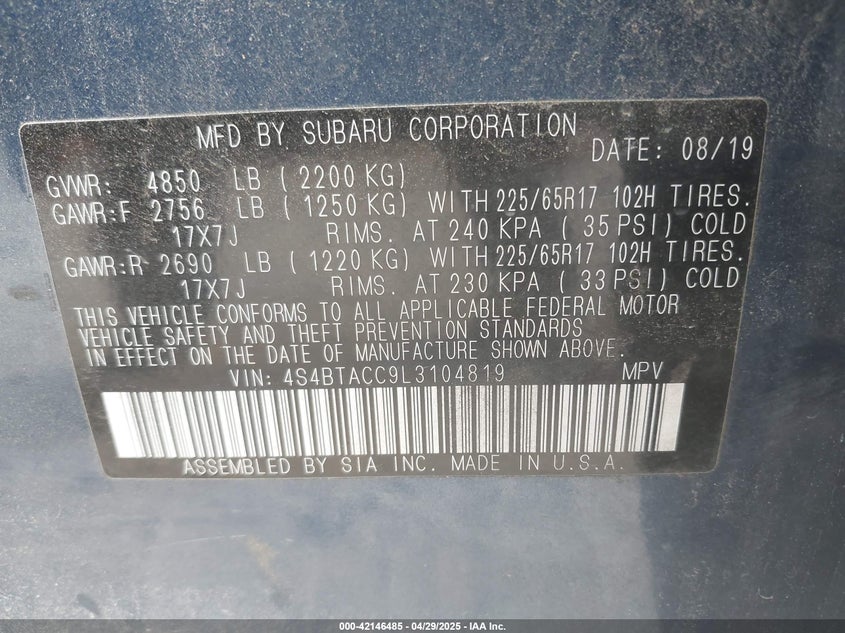 MFD BY SUBARU CORPORATION
DATE: 08/19
GVWR: 4850 LB ( 2200 KG)
GAWR:F 2756 LB ( 1250 KG) WITH 225/65R17 102H TIRES.
17X7J RIMS. AT 240 KPA ( 35 PSI) COLD
GAWR:R 2690 LB ( 1220 KG) WITH 225/65R17 102H TIRES.
17X7J RIMS. AT 230 KPA ( 33 PSI) COLD
THIS VEHICLE CONFORMS TO ALL APPLICABLE FEDERAL MOTOR
VEHICLE SAFETY AND THEFT PREVENTION STANDARDS
IN EFFECT ON THE DATE OF MANUFACTURE SHOWN ABOVE.
VIN: 4S4BTACC9L3104819 MPV
ASSEMBLED BY SIA INC. MADE IN U.S.A.
000-42146485 - 04/29/2025 - IAA Inc.